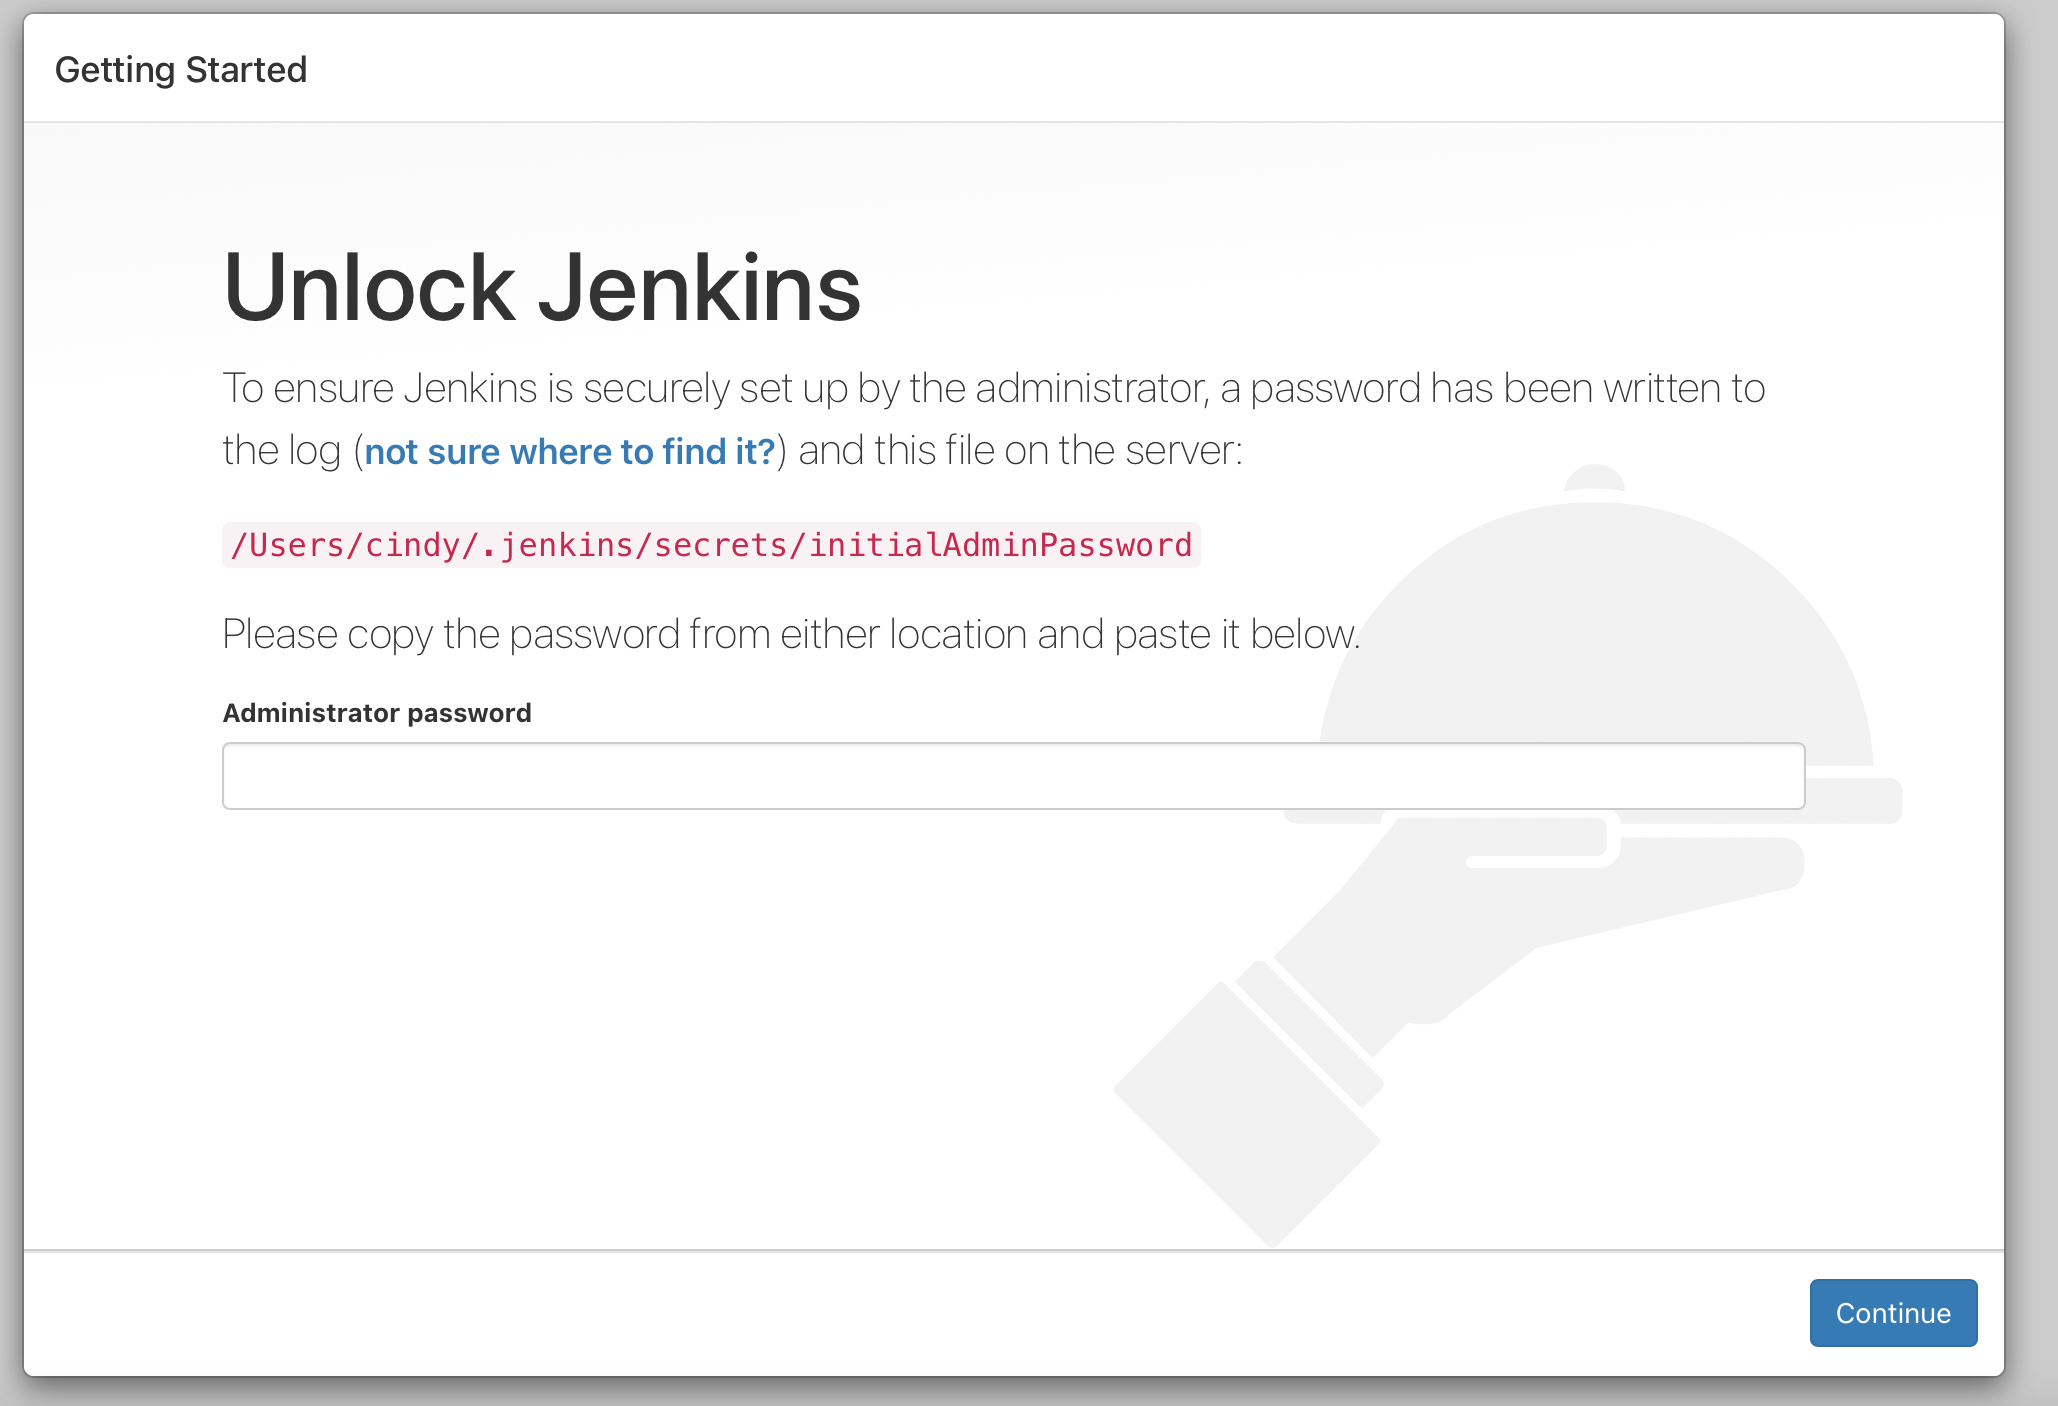 Getting Started
Unlock Jenkins
To ensure Jenkins is securely set up by the administrator, a password has been written to
the log (not sure where to find it?) and this file on the server:
/Users/cindy/.jenkins/secrets/initialAdminPassword
Please copy the password from either location and paste it below.
Administrator password
Continue